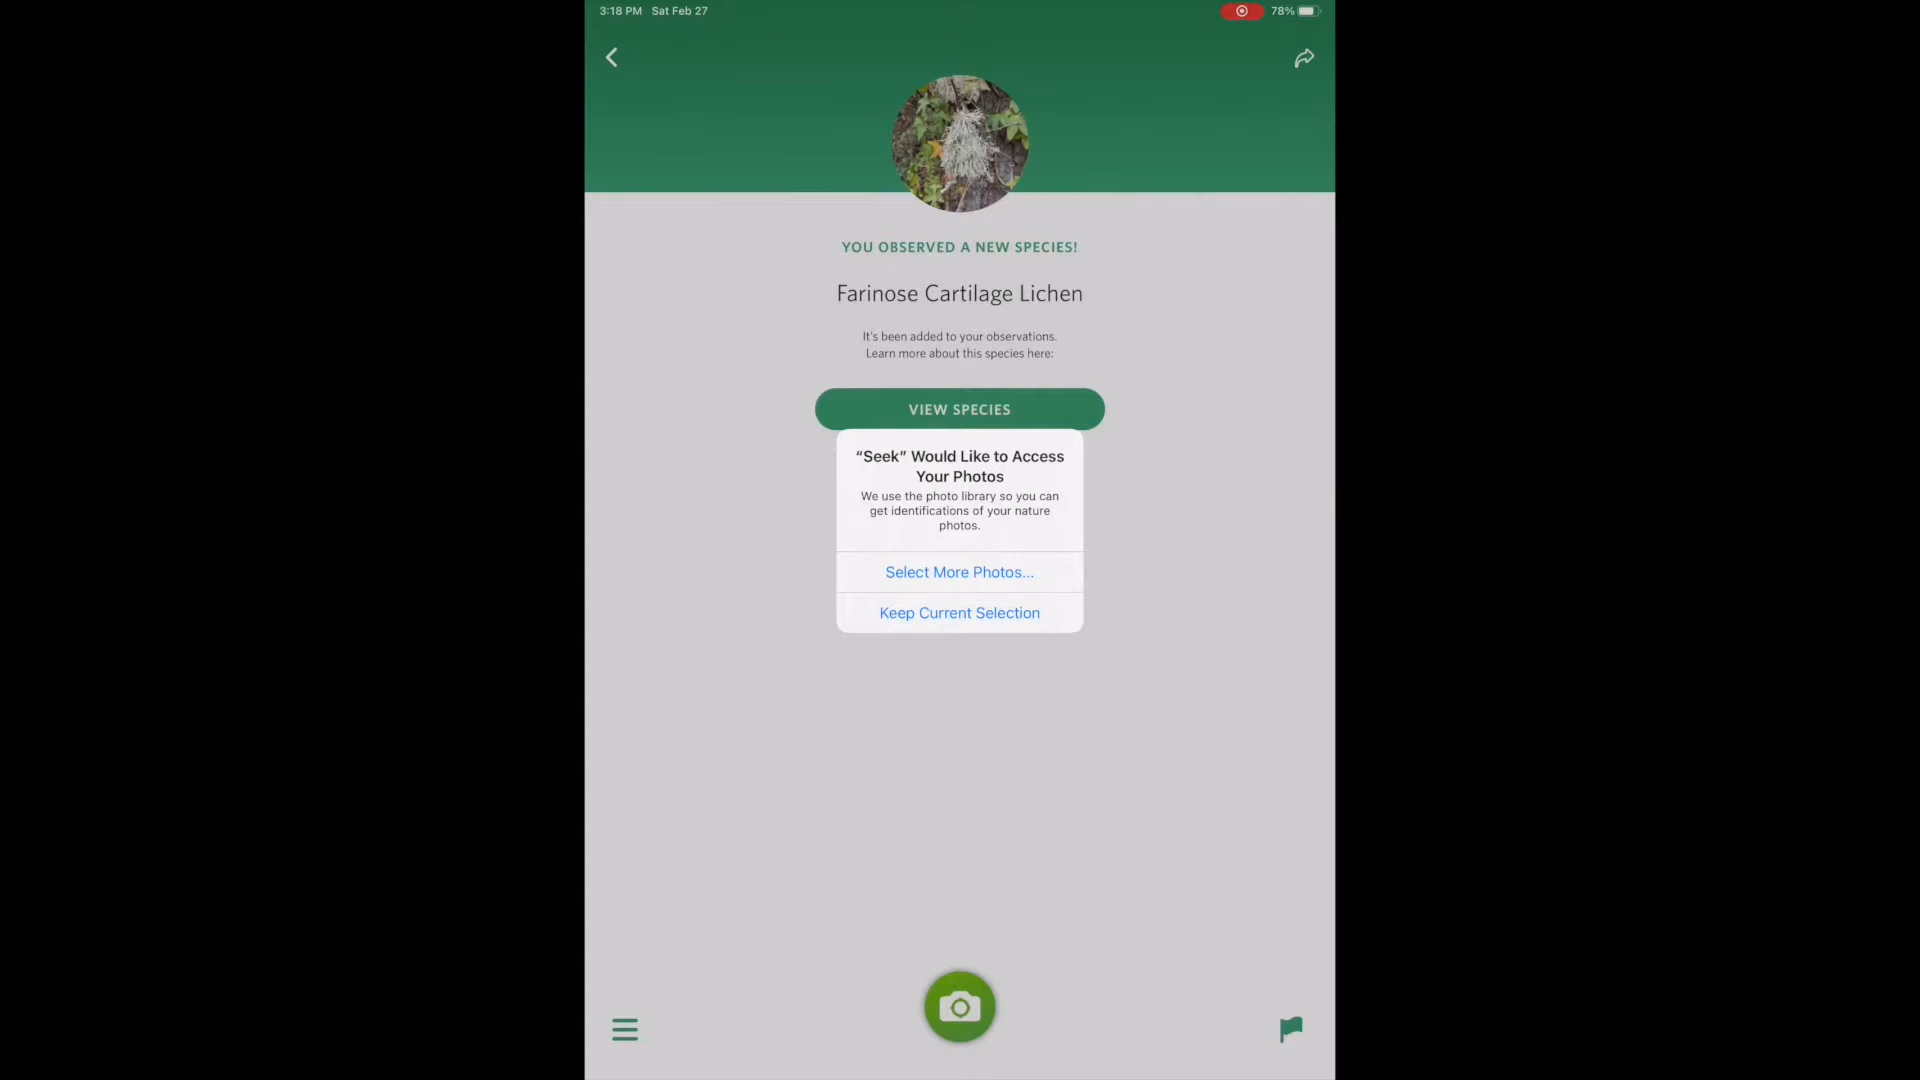 3:18 PM Sat Feb 27
78%
YOU OBSERVED A NEW SPECIES!
Farinose Cartilage Lichen
It's been added to your observations.
Learn more about this species here:
VIEW SPECIES
“Seek” Would Like to Access
Your Photos
We use the photo library so you can
get identifications of your nature
photos.
Select More Photos...
Keep Current Selection